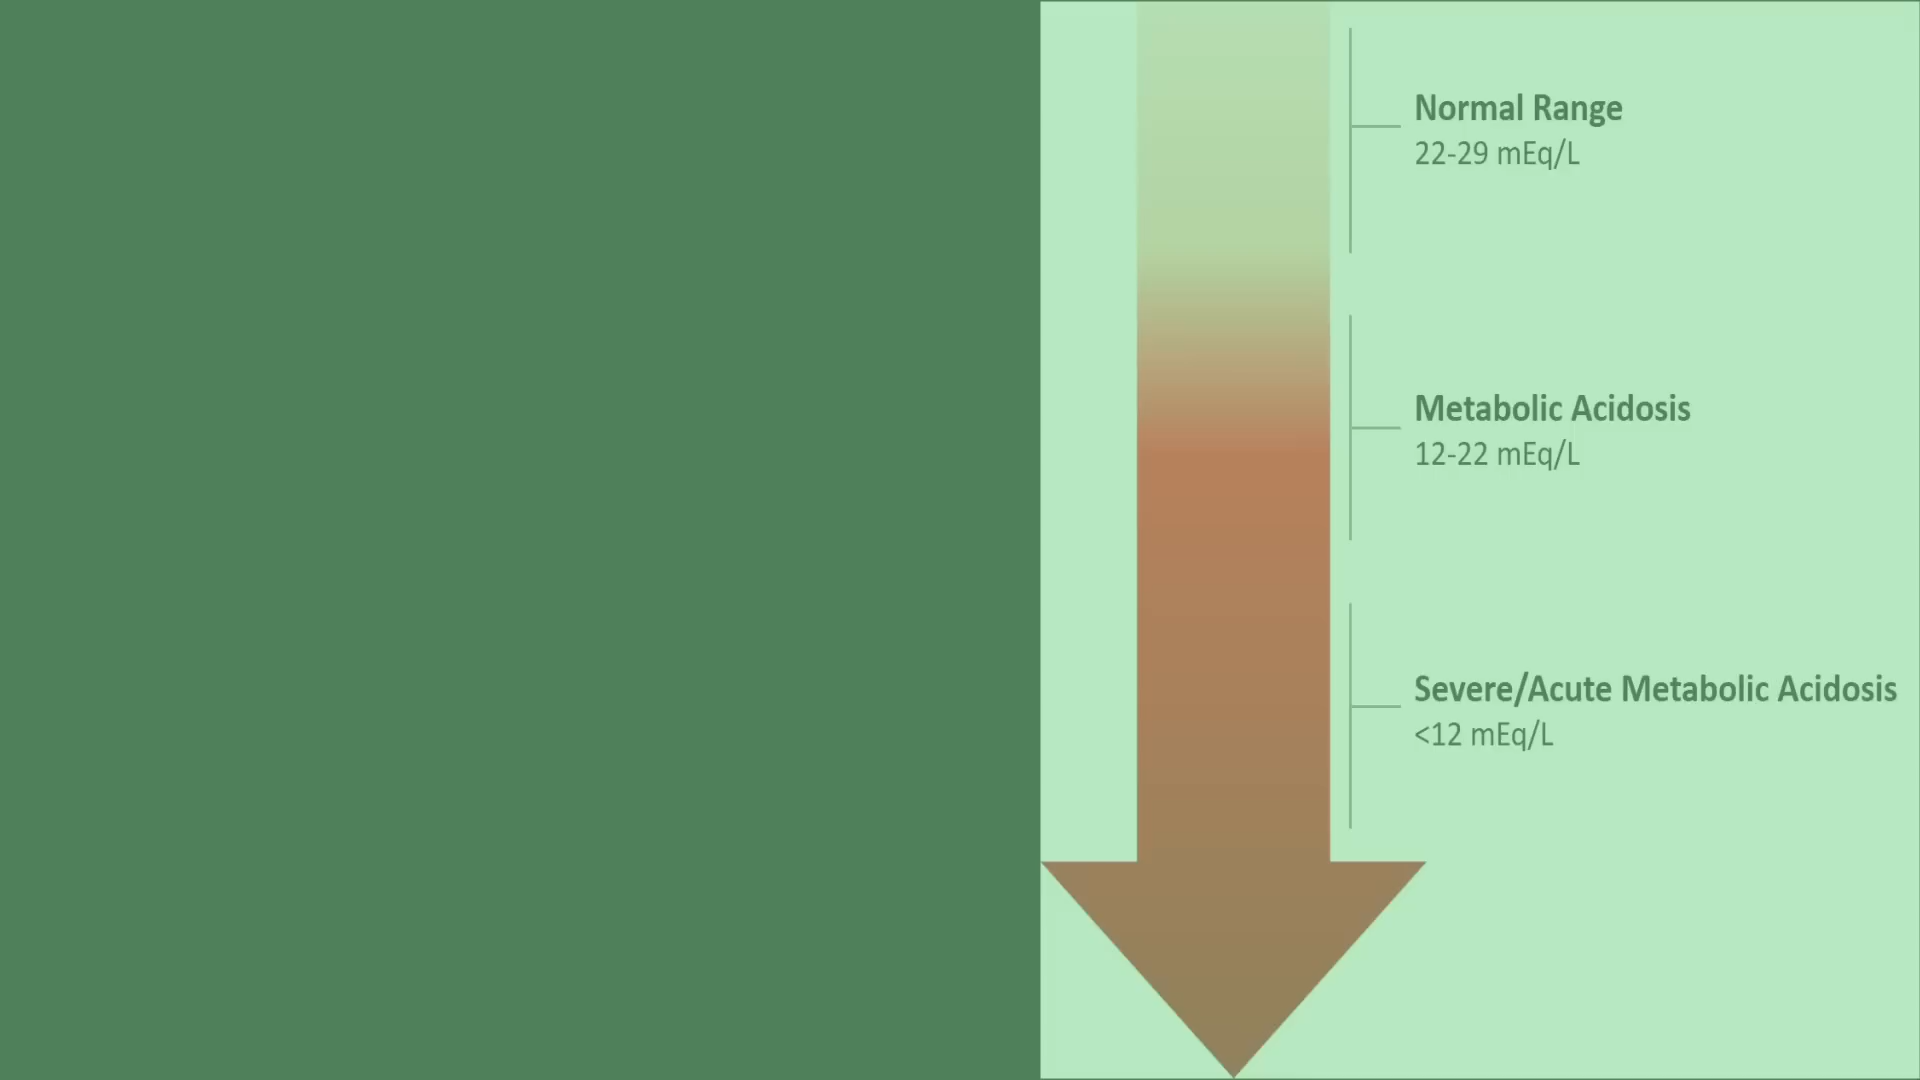 Normal Range
22-29 mEq/L
Metabolic Acidosis
12-22 mEq/L
Severe/Acute Metabolic Acidosis
<12 mEq/L